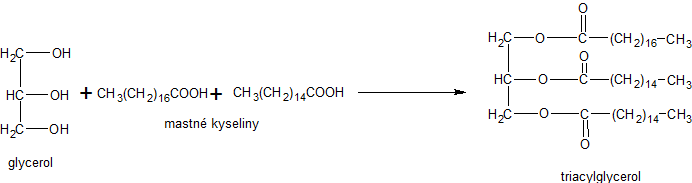 H2C OH
HC OH
H2C OH
glycerol
+ CH3(CH2)16COOH + CH3(CH2)14COOH
mastné kyseliny
O
H2C O C (CH2)16 CH3
O
HC O C (CH2)14 CH3
H2C O C (CH2)14 CH3
O
triacylglycerol